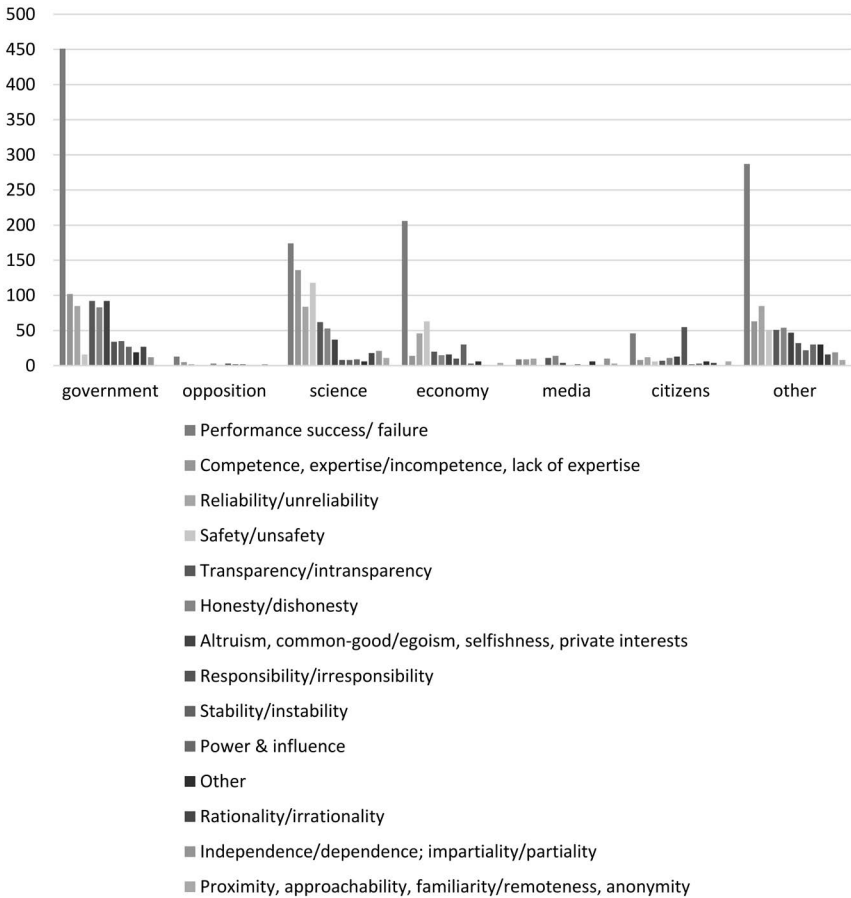 500
450
400
350
300
250
200
150
100
50
0
government opposition science economy media citizens other
Performance success/ failure
Competence, expertise/incompetence, lack of expertise
Reliability/unreliability
Safety/unsafety
Transparency/intransparency
Honesty/dishonesty
Altruism, common-good/egoism, selfishness, private interests
Responsibility/irresponsibility
Stability/instability
Power & influence
Other
Rationality/irrationality
Independence/dependence; impartiality/partiality
Proximity, approachability, familiarity/remoteness, anonymity